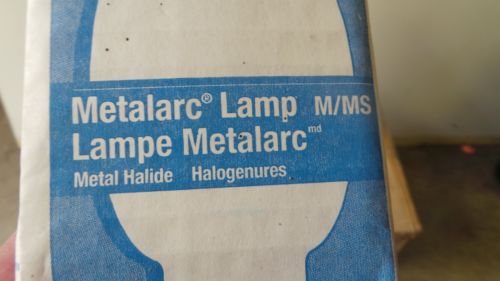 Metalarc® Lamp M/MS
Lampe Metalarc md
Metal Halide Halogenures